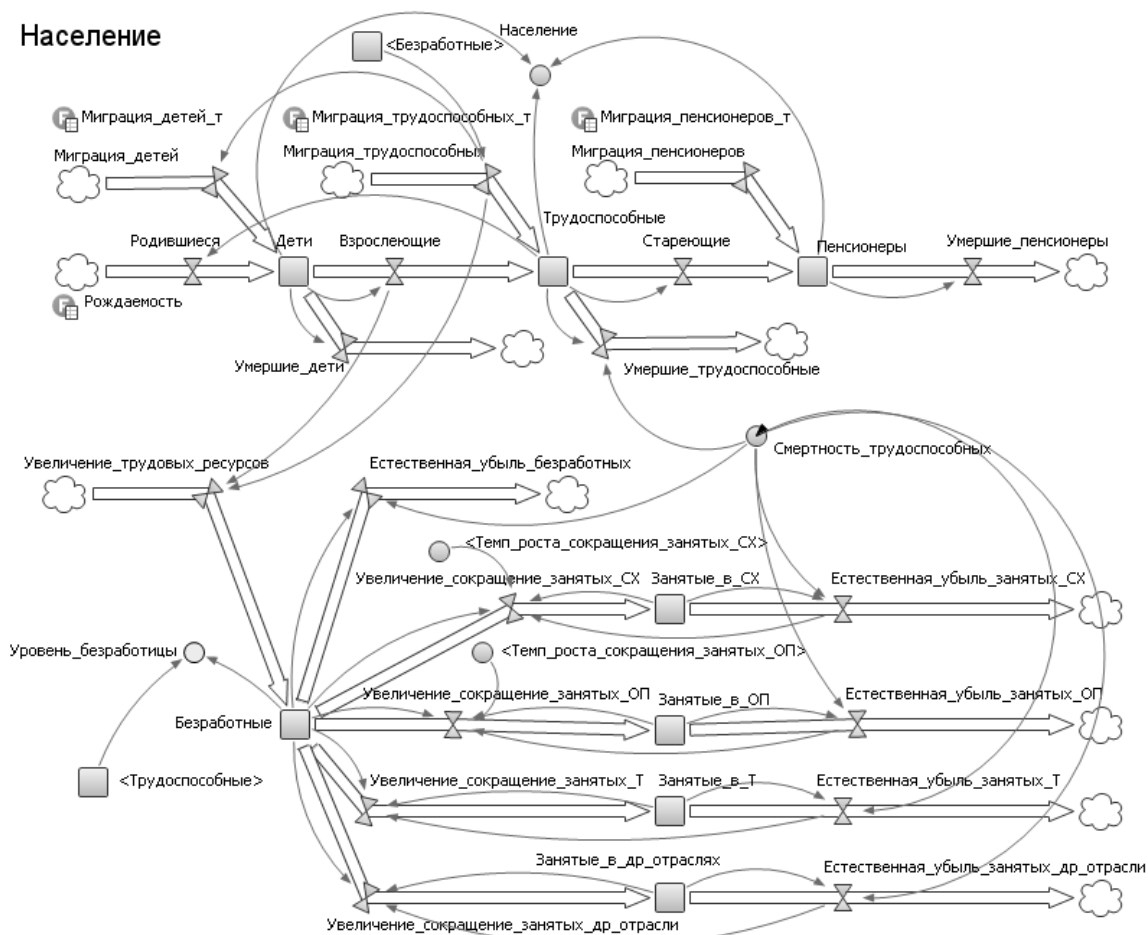 Население
Население
<Безработные>
Миграция_детей_т
Миграция_трудоспособных_т
Миграция_пенсионеров_т
Миграция_детей
Миграция_трудоспособных
Миграция_пенсионеров
Трудоспособные
Родившиеся
Дети
Взрослеющие
Стареющие
Пенсионеры
Умершие_пенсионеры
Рождаемость
Умершие_дети
Умершие_трудоспособные
Смертность_трудоспособных
Увеличение_трудовых_ресурсов
Естественная_убыль_безработных
<Темп_роста_сокращения_занятых_СХ>
Увеличение_сокращение_занятых_СХ
Занятые_в_СХ
Естественная_убыль_занятых_СХ
Уровень_безработицы
<Темп_роста_сокращения_занятых_ОП>
Увеличение_сокращение_занятых_ОП
Занятые_в_ОП
Естественная_убыль_занятых_ОП
Безработные
<Трудоспособные>
Увеличение_сокращение_занятых_Т
Занятые_в_Т
Естественная_убыль_занятых_Т
Занятые_в_др_отраслях
Естественная_убыль_занятых_др_отрасли
Увеличение_сокращение_занятых_др_отрасли